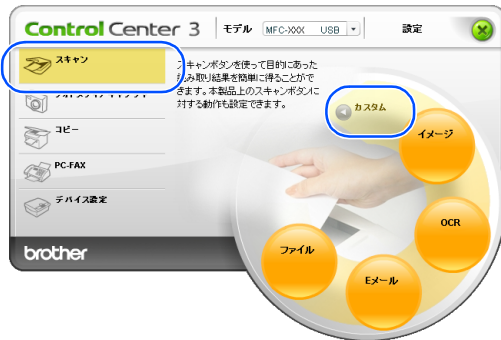 Control Center 3
モデル MFC-XXX USB
設定
スキャン
コピー
PC-FAX
デバイス設定
brother
スキャンボタンを使って目的にあった
読み取り結果を簡単に得ることがで
きます。本製品上のスキャンボタンに
対する動作も設定できます。
カスタム
イメージ
OCR
Eメール
ファイル